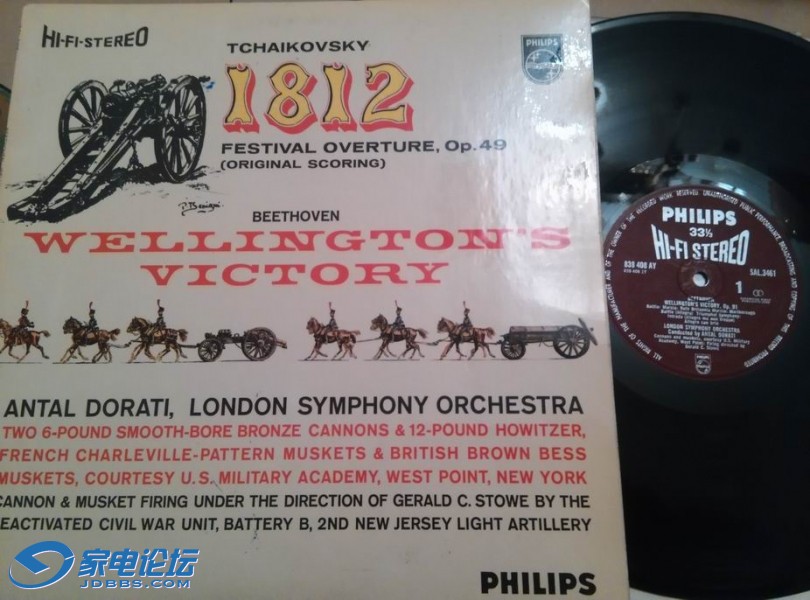 HI-FI-STEREO
TCHAIKOVSKY
1812
FESTIVAL OVERTURE, Op. 49
(ORIGINAL SCORING)
PHILIPS
BEETHOVEN
WELLINGTON'S
VICTORY
ANTAL DORATI, LONDON SYMPHONY ORCHESTRA
TWO 6-POUND SMOOTH-BORE BRONZE CANNONS & 12-POUND HOWITZER,
FRENCH CHARLEVILLE-PATTERN MUSKETS & BRITISH BROWN BESS
MUSKETS, COURTESY U.S. MILITARY ACADEMY, WEST POINT, NEW YORK
CANNON & MUSKET FIRING UNDER THE DIRECTION OF GERALD C. STOWE BY THE
EACTIVATED CIVIL WAR UNIT, BATTERY B, 2ND NEW JERSEY LIGHT ARTILLERY
PHILIPS
家电论坛
JDBBS.COM
PHILIPS
33⅓
HI-FI STEREO
838 408 AY
SAL.3461
1
WELLINGTON'S VICTORY, Op. 91
LONDON SYMPHONY ORCHESTRA
Conducted by ANTAL DORATI